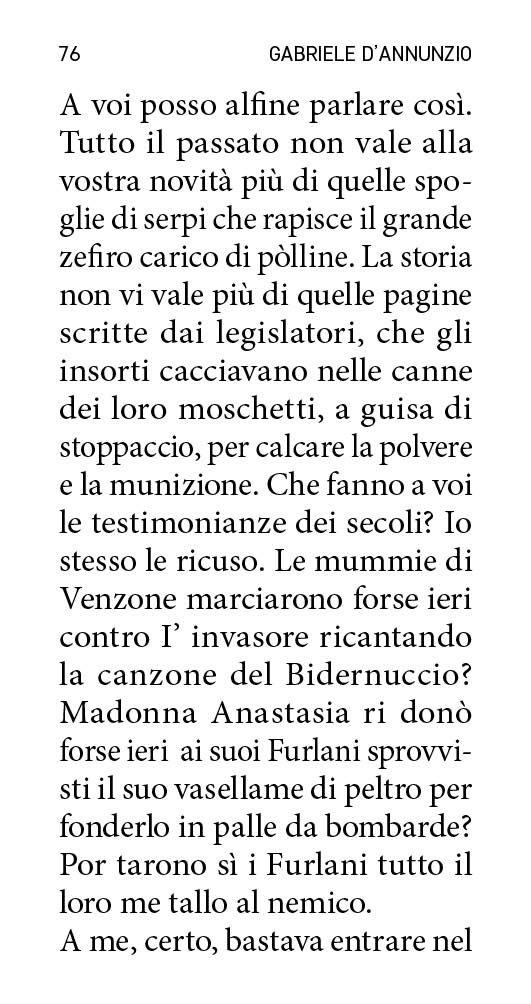 76 GABRIELE D’ANNUNZIO
A voi posso alfine parlare così.
Tutto il passato non vale alla
vostra novità più di quelle spo-
glie di serpi che rapisce il grande
zefiro carico di pòlline. La storia
non vi vale più di quelle pagine
scritte dai legislatori, che gli
insorti cacciavano nelle canne
dei loro moschetti, a guisa di
stoppaccio, per calcare la polvere
e la munizione. Che fanno a voi
le testimonianze dei secoli? Io
stesso le ricuso. Le mummie di
Venzone marciarono forse ieri
contro I’ invasore ricantando
la canzone del Bidernuccio?
Madonna Anastasia ri donò
forse ieri ai suoi Furlani sprovvi-
sti il suo vasellame di peltro per
fonderlo in palle da bombarde?
Por tarono sì i Furlani tutto il
loro me tallo al nemico.
A me, certo, bastava entrare nel